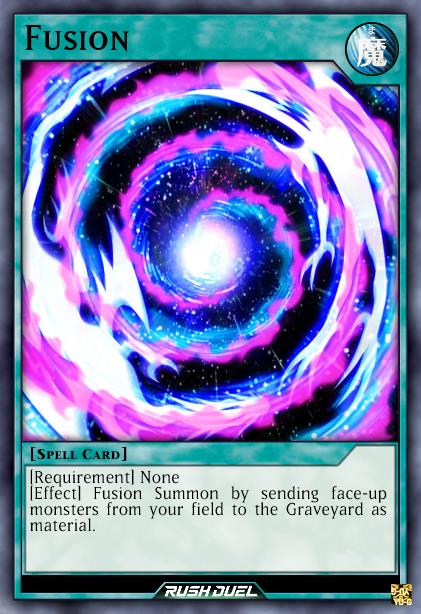 Fusion
ま
魔
[Spell Card]
[Requirement] None
[Effect] Fusion Summon by sending face-up
monsters from your field to the Graveyard as
material.
RUSH DUEL